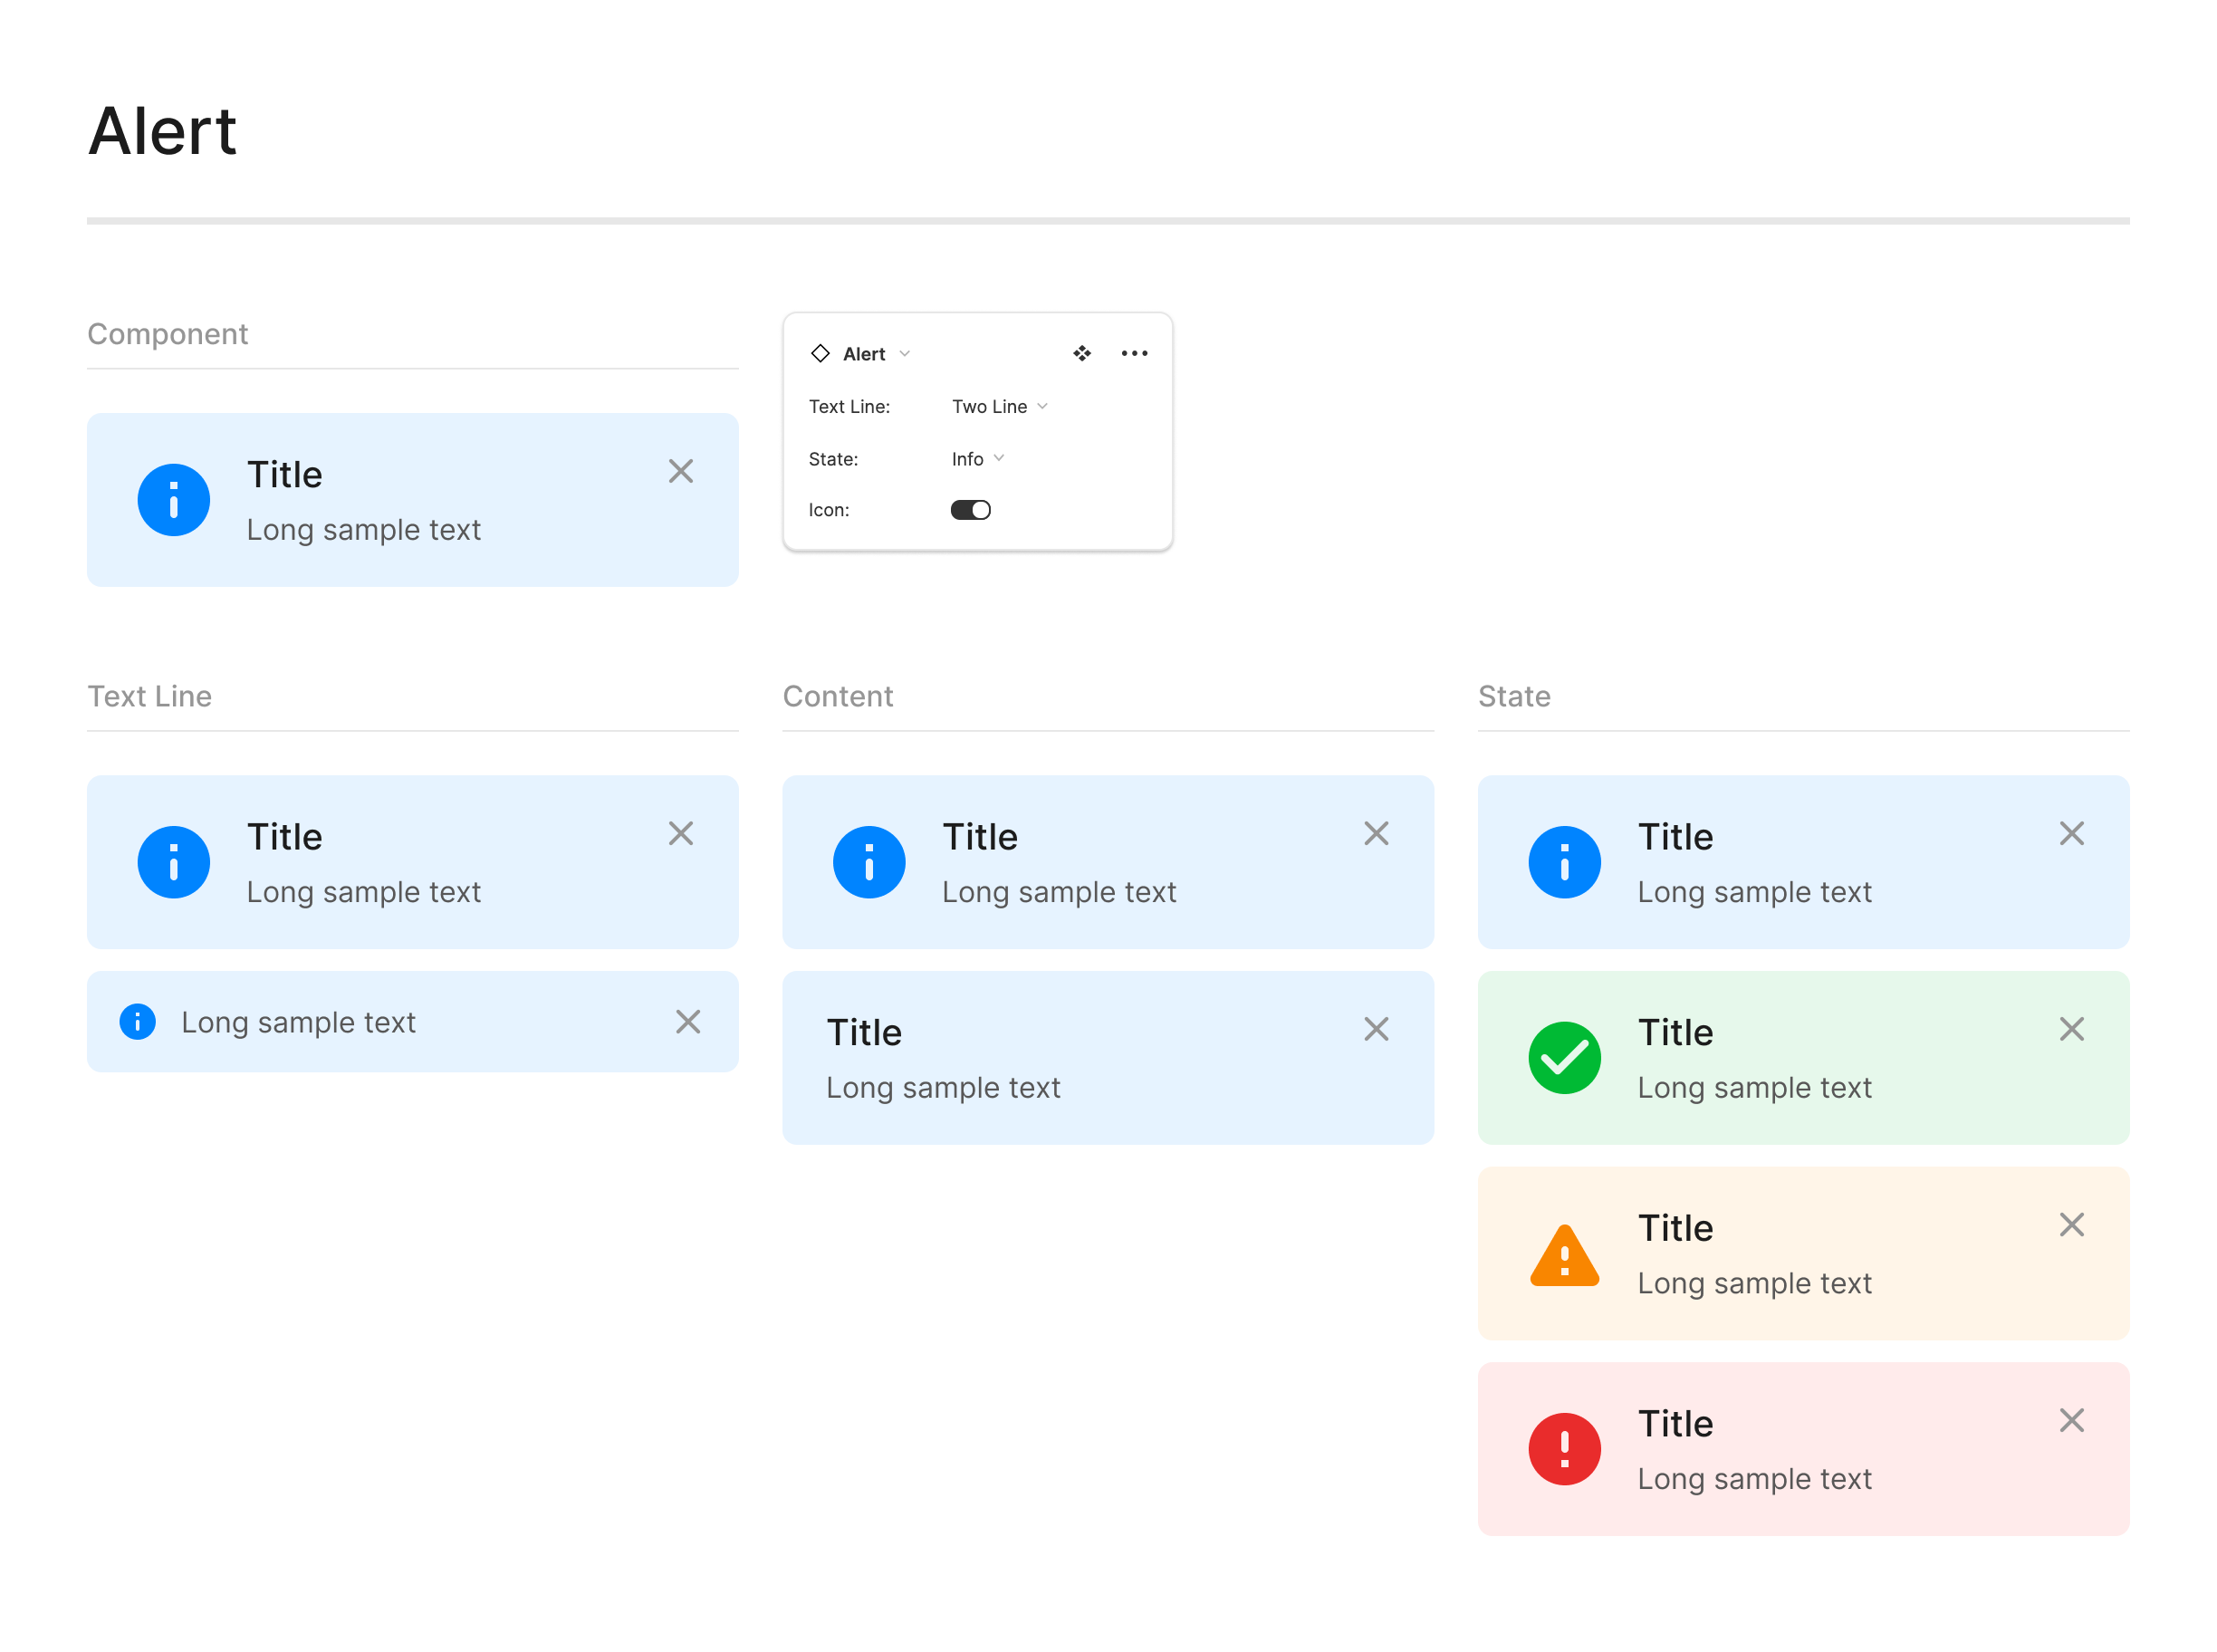 Alert
Component
Title
Long sample text
Alert
Text Line: Two Line
State: Info
Icon:
Text Line
Title
Long sample text
Long sample text
Content
Title
Long sample text
Title
Long sample text
State
Title
Long sample text
Title
Long sample text
Title
Long sample text
Title
Long sample text